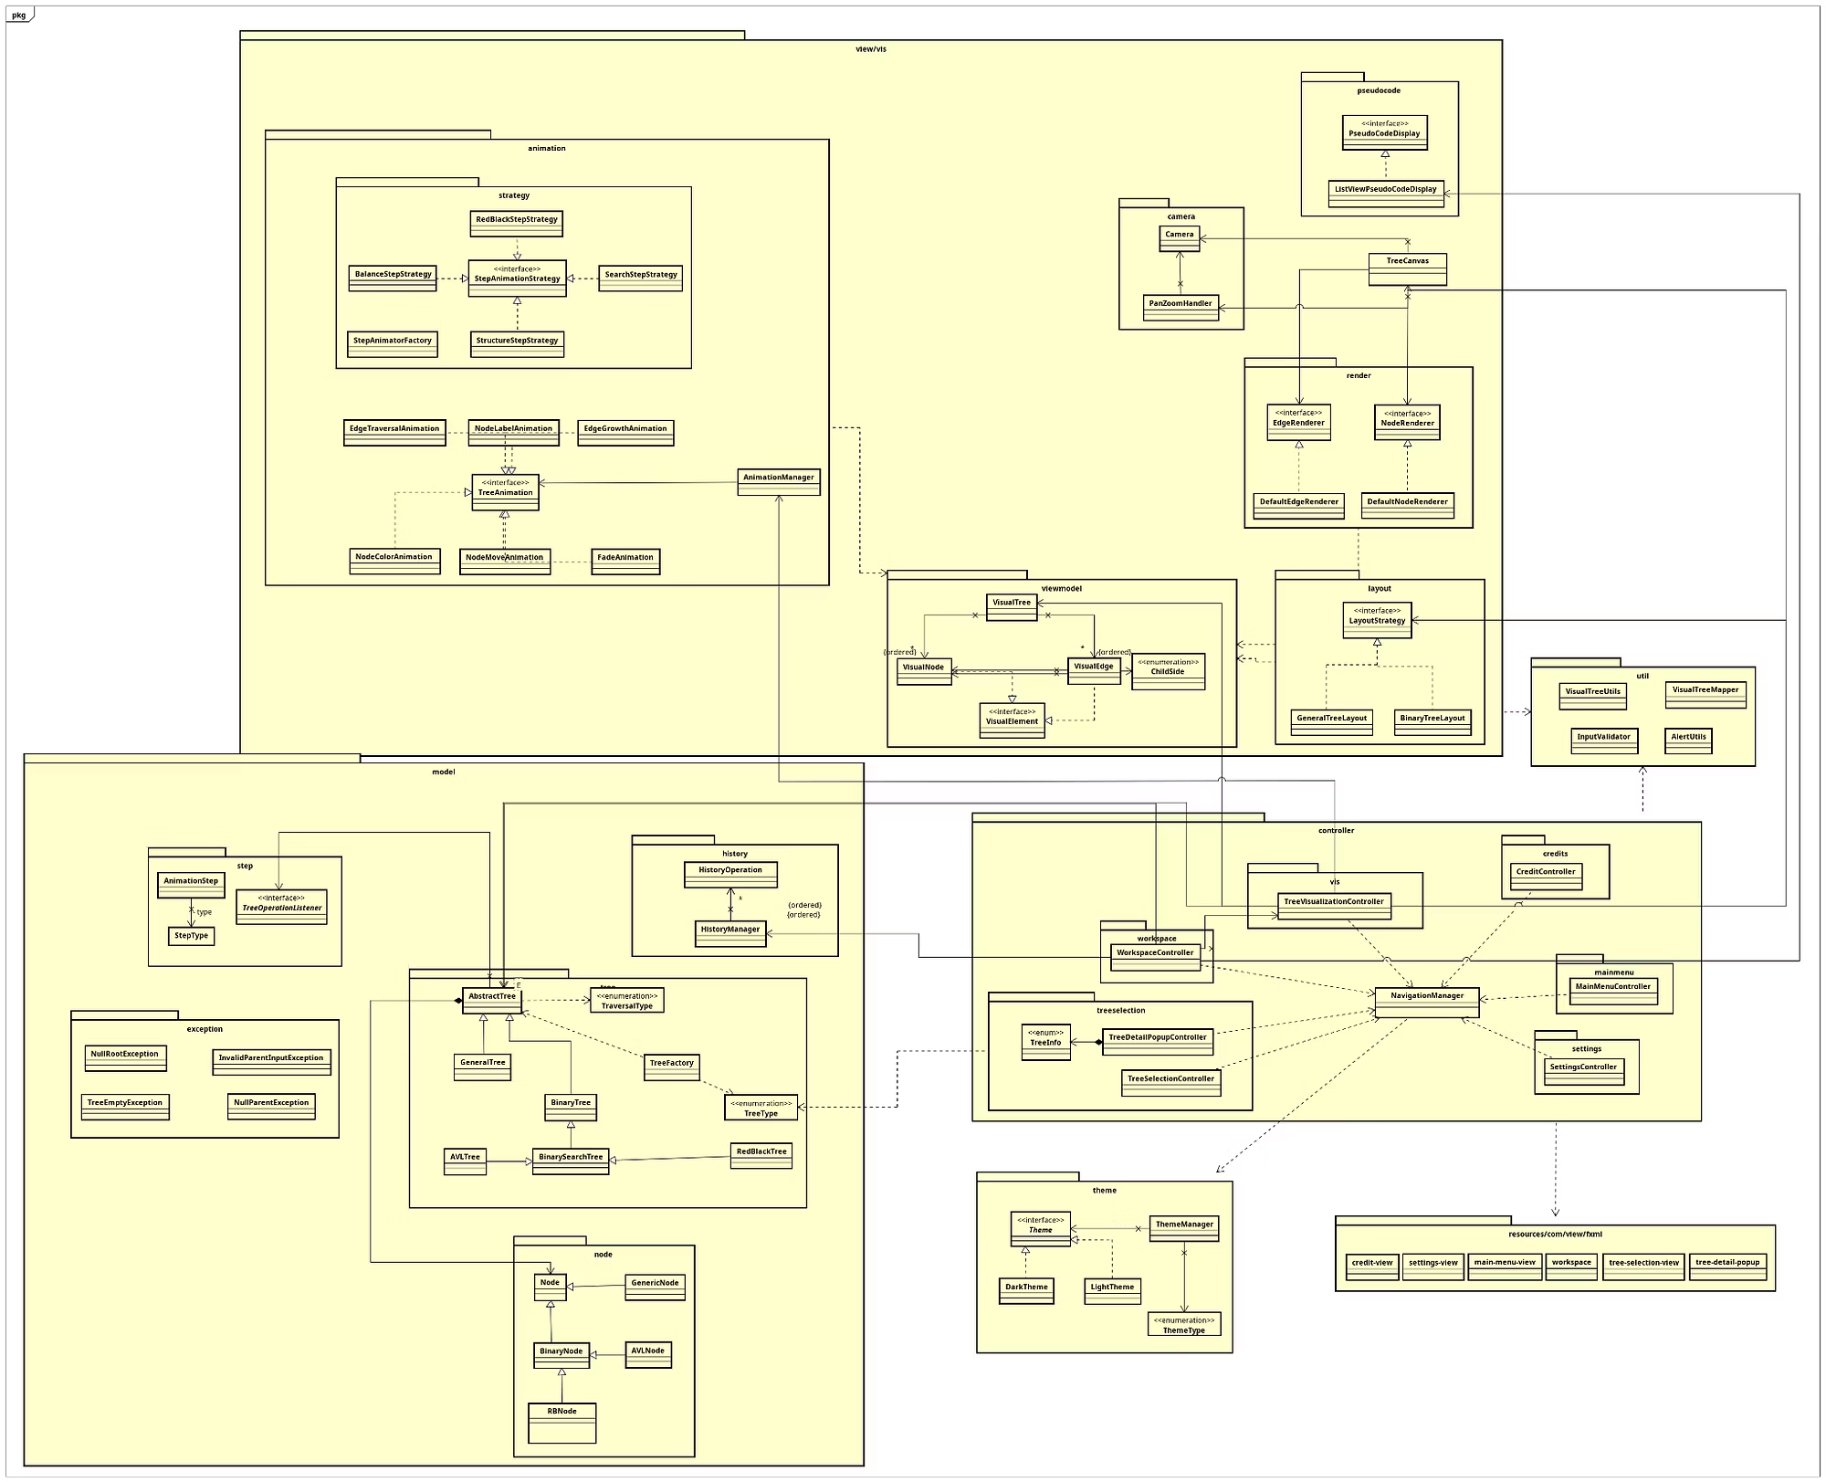 pkg
view/vis
pseudocode
<<interface>>
PseudoCodeDisplay
ListViewPseudoCodeDisplay
animation
strategy
RedBlackStepStrategy
BalanceStepStrategy
<<interface>>
StepAnimationStrategy
SearchStepStrategy
StepAnimatorFactory
StructureStepStrategy
camera
Camera
PanZoomHandler
TreeCanvas
render
<<interface>>
EdgeRenderer
<<interface>>
NodeRenderer
DefaultEdgeRenderer
DefaultNodeRenderer
EdgeTraversalAnimation
NodeLabelAnimation
EdgeGrowthAnimation
<<interface>>
TreeAnimation
AnimationManager
NodeColorAnimation
NodeMoveAnimation
FadeAnimation
viewmodel
VisualTree
*
{ordered}
*
{ordered}
VisualNode
VisualEdge
<<enumeration>>
ChildSide
<<interface>>
VisualElement
layout
<<interface>>
LayoutStrategy
GeneralTreeLayout
BinaryTreeLayout
util
VisualTreeUtils
VisualTreeMapper
InputValidator
AlertUtils
model
step
AnimationStep
<<interface>>
TreeOperationListener
type
StepType
history
HistoryOperation
*
{ordered}
{ordered}
HistoryManager
AbstractTree
E
<<enumeration>>
TraversalType
GeneralTree
TreeFactory
BinaryTree
<<enumeration>>
TreeType
AVLTree
BinarySearchTree
RedBlackTree
exception
NullRootException
InvalidParentInputException
TreeEmptyException
NullParentException
node
Node
GenericNode
BinaryNode
AVLNode
RBNode
controller
credits
CreditController
vis
TreeVisualizationController
workspace
WorkspaceController
mainmenu
MainMenuController
NavigationManager
treeselection
<<enum>>
TreeInfo
TreeDetailPopupController
TreeSelectionController
settings
SettingsController
theme
<<interface>>
Theme
ThemeManager
DarkTheme
LightTheme
<<enumeration>>
ThemeType
resources/com/view/fxml
credit-view
settings-view
main-menu-view
workspace
tree-selection-view
tree-detail-popup